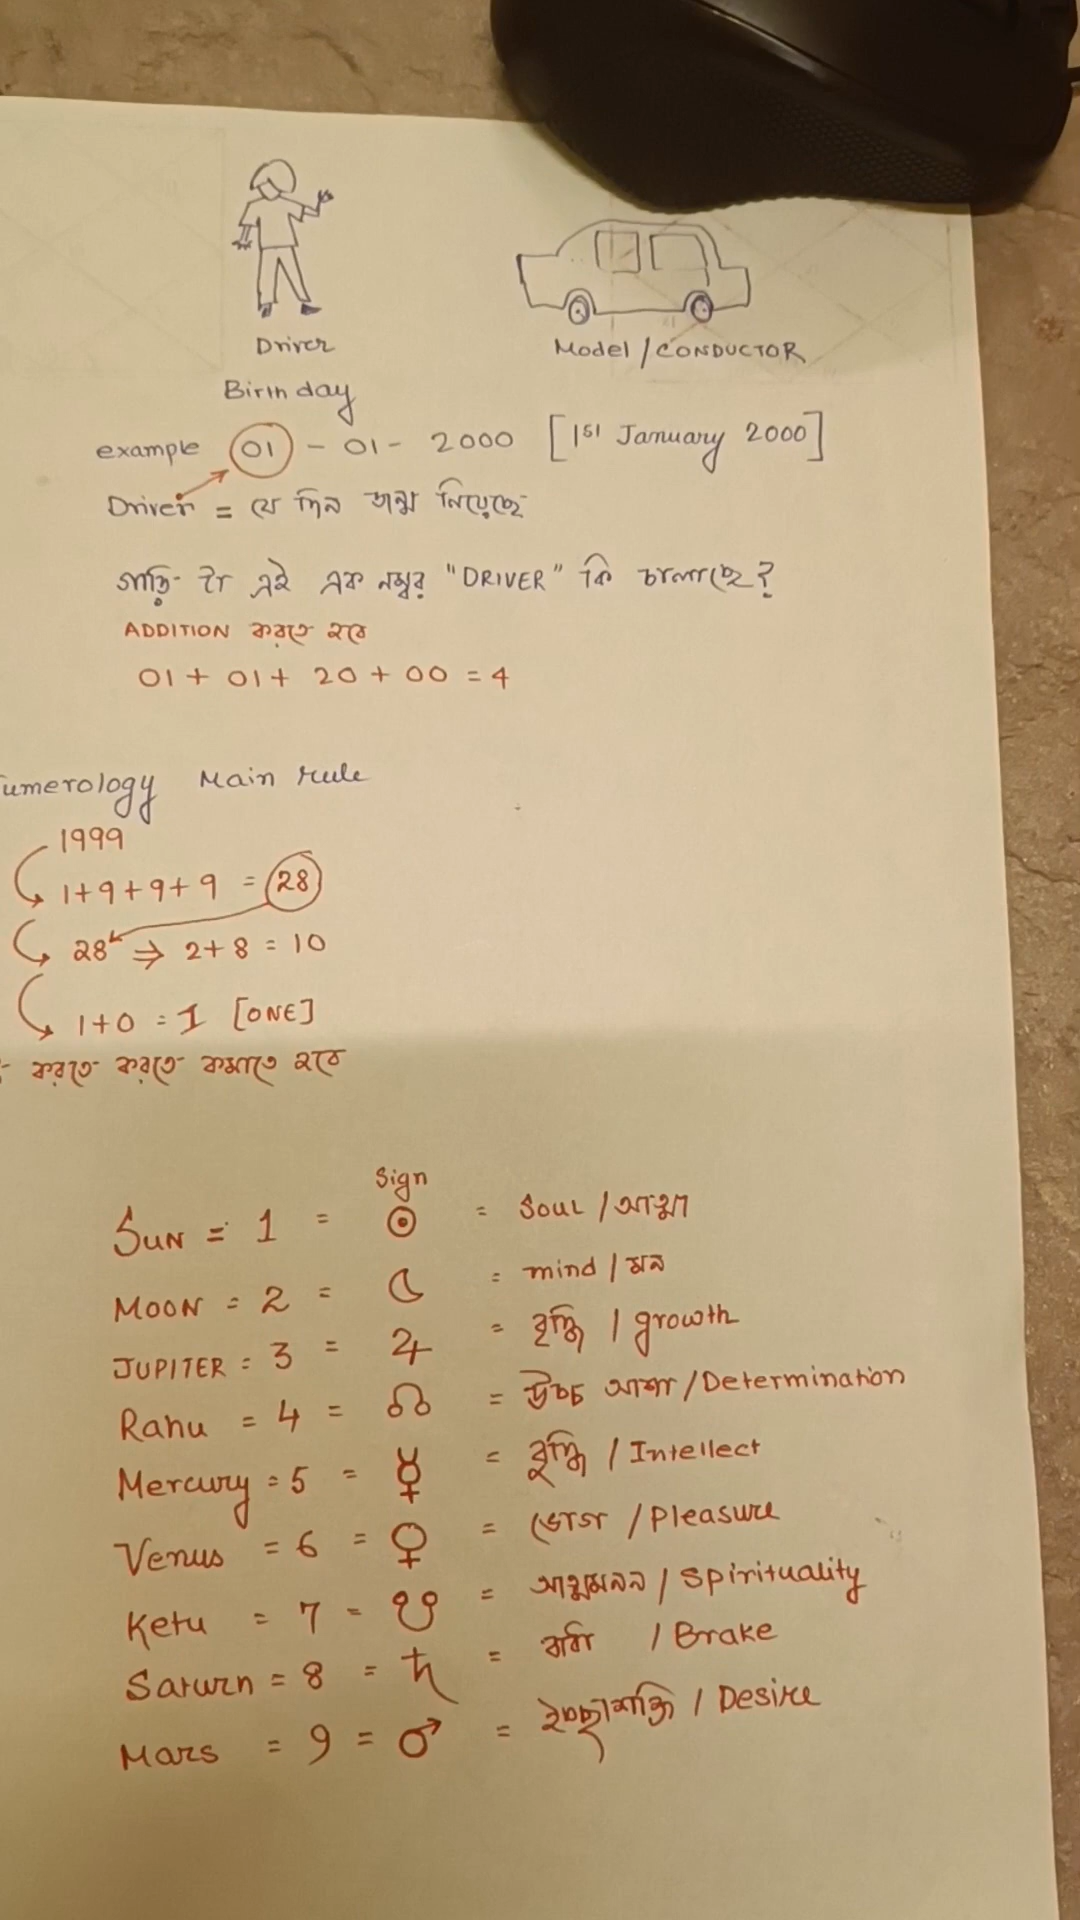 Driver
Model / CONDUCTOR
Birth day
example 01 - 01 - 2000 [1st January 2000]
Driver = যে দিন জন্ম নিয়েছে
গাড়ি টা এই এক নম্বর "DRIVER" কি চালাচ্ছে?
ADDITION করতে হবে
01 + 01 + 20 + 00 = 4
umerology Main rule
1999
1+9+9+9 = 28
28 ⇒ 2+8 = 10
1+0 = 1 [ONE]
করতে করতে কমাতে হবে
Sign
SUN = 1 = ☉ = Soul / আত্মা
MOON = 2 = ☾ = mind / মন
JUPITER = 3 = ♃ = বৃদ্ধি / growth
Rahu = 4 = ☊ = উচ্চ আশা / Determination
Mercury = 5 = ☿ = বুদ্ধি / Intellect
Venus = 6 = ♀ = ভোগ / Pleasure
Ketu = 7 = ☋ = আত্মমনন / Spirituality
Saturn = 8 = ♄ = বাধা / Brake
Mars = 9 = ♂ = ইচ্ছাশক্তি / Desire